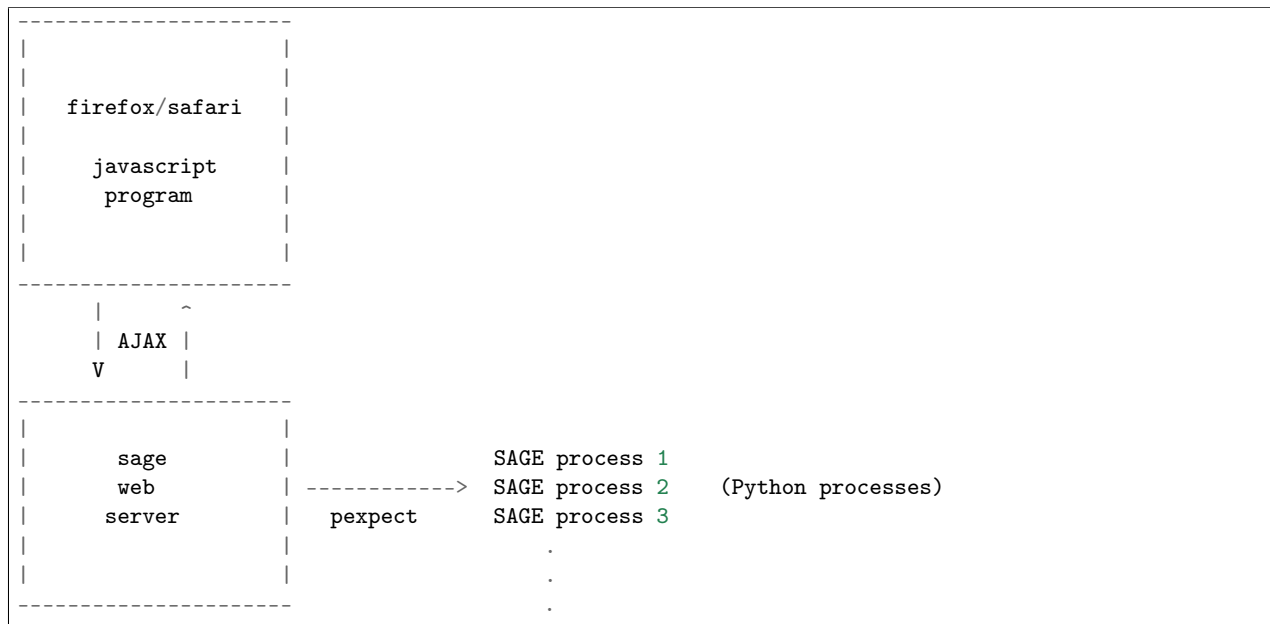 ----------------------
|                    |
|                    |
|   firefox/safari   |
|                    |
|     javascript     |
|      program       |
|                    |
|                    |
----------------------
      |      ^
      | AJAX |
      V      |
----------------------
|                    |
|       sage         |                SAGE process 1
|       web          | ------------>  SAGE process 2    (Python processes)
|      server        |   pexpect      SAGE process 3
|                    |                    .
|                    |                    .
----------------------                    .